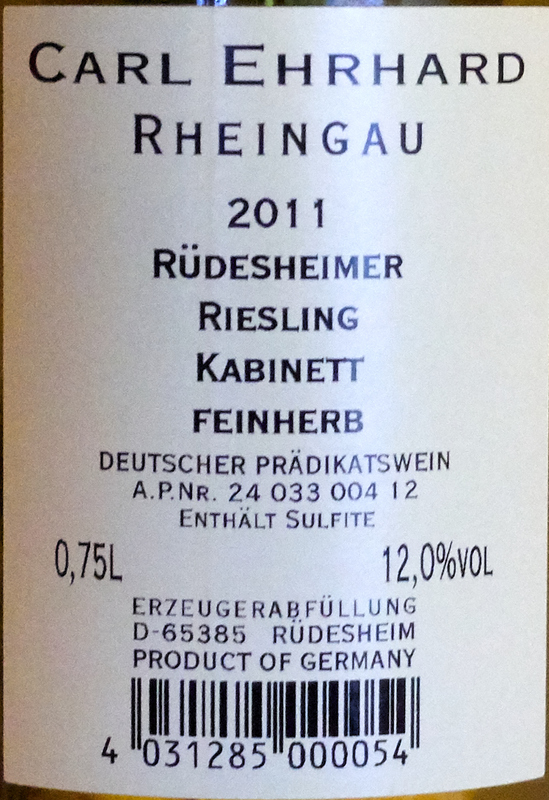 CARL EHRHARD
RHEINGAU
2011
RÜDESHEIMER
RIESLING
KABINETT
FEINHERB
DEUTSCHER PRÄDIKATSWEIN
A.P.NR. 24 033 004 12
ENTHÄLT SULFITE
0,75L 12,0%VOL
ERZEUGERABFÜLLUNG
D-65385 RÜDESHEIM
PRODUCT OF GERMANY
4 031285 000054